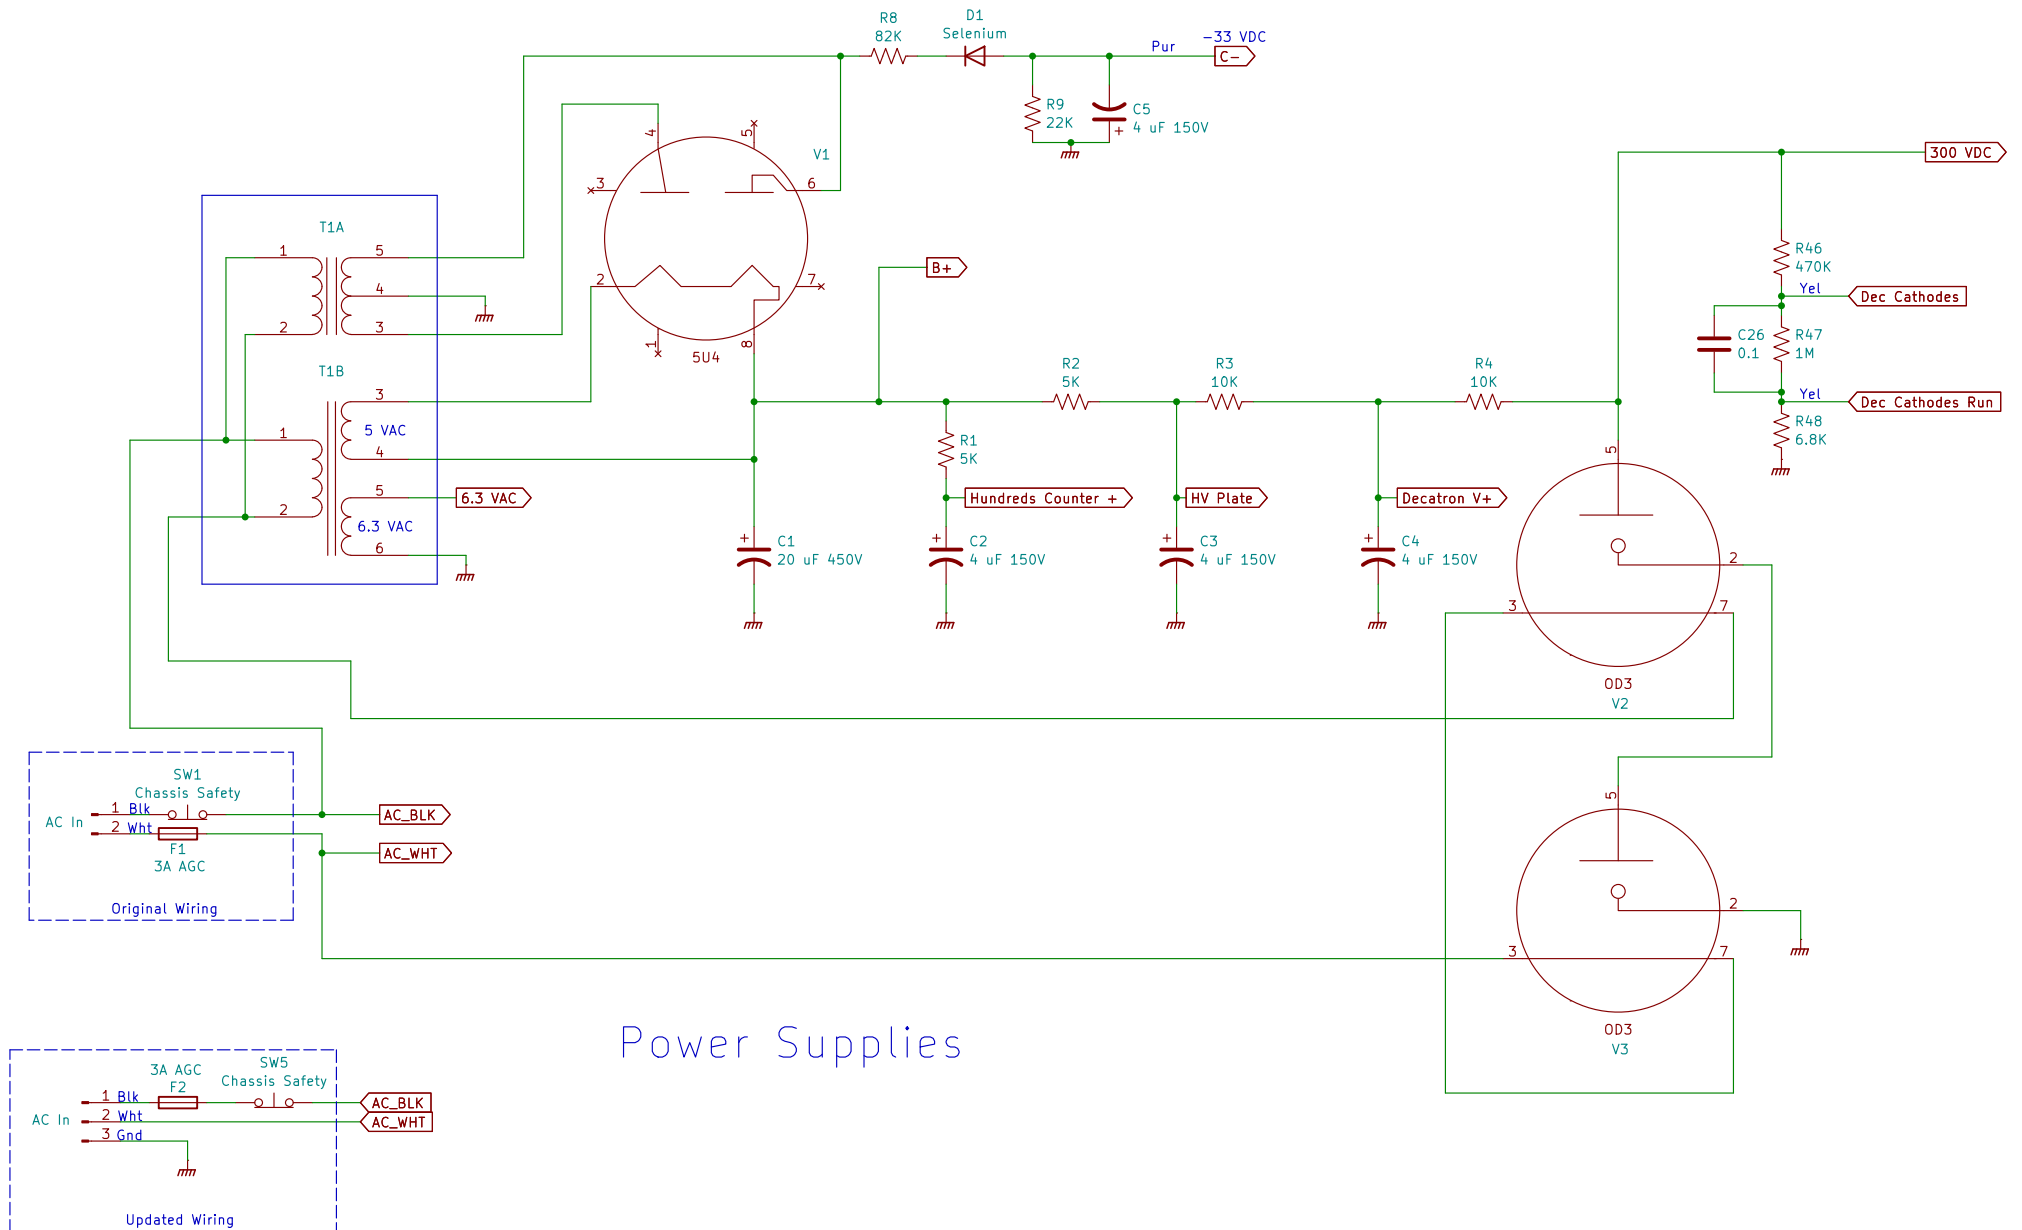 R8
82K
D1
Selenium
Pur
-33 VDC
C-
R9
22K
C5
4 uF 150V
+
V1
4
5
3
6
2
7
1
8
5U4
300 VDC
T1A
1
2
5
4
3
T1B
1
2
3
5 VAC
4
5
6.3 VAC
6
6.3 VAC
B+
R46
470K
Yel
Dec Cathodes
C26
0.1
R47
1M
Yel
Dec Cathodes Run
R48
6.8K
R2
5K
R3
10K
R4
10K
R1
5K
Hundreds Counter +
HV Plate
Decatron V+
+
C1
20 uF 450V
+
C2
4 uF 150V
+
C3
4 uF 150V
+
C4
4 uF 150V
5
2
3
7
OD3
V2
SW1
Chassis Safety
AC In
1
Blk
2
Wht
F1
3A AGC
Original Wiring
AC_BLK
AC_WHT
5
2
3
7
OD3
V3
Power Supplies
3A AGC
F2
SW5
Chassis Safety
AC In
1
Blk
2
Wht
3
Gnd
AC_BLK
AC_WHT
Updated Wiring